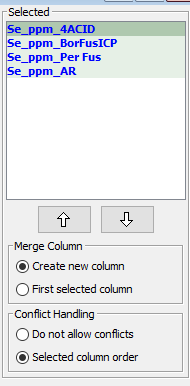 Selected
Se_ppm_4ACID
Se_ppm_BorFusICP
Se_ppm_Per Fus
Se_ppm_AR
Merge Column
Create new column
First selected column
Conflict Handling
Do not allow conflicts
Selected column order